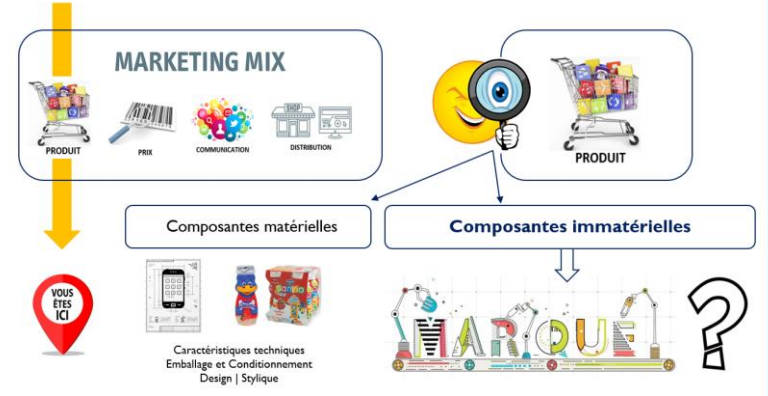 MARKETING MIX
PRODUIT
PRIX
SHOP
COMMUNICATION
DISTRIBUTION
PRODUIT
Composantes matérielles
Composantes immatérielles
VOUS
ÊTES
ICI
MARQUE
?
Caractéristiques techniques
Emballage et Conditionnement
Design | Stylique